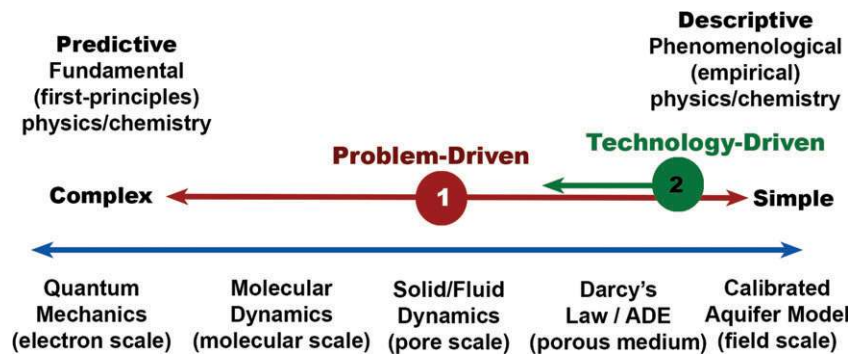 Predictive
Fundamental
(first-principles)
physics/chemistry
Descriptive
Phenomenological
(empirical)
physics/chemistry
Problem-Driven
Technology-Driven
Complex
1
2
Simple
Quantum
Mechanics
(electron scale)
Molecular
Dynamics
(molecular scale)
Solid/Fluid
Dynamics
(pore scale)
Darcy's
Law / ADE
(porous medium)
Calibrated
Aquifer Model
(field scale)